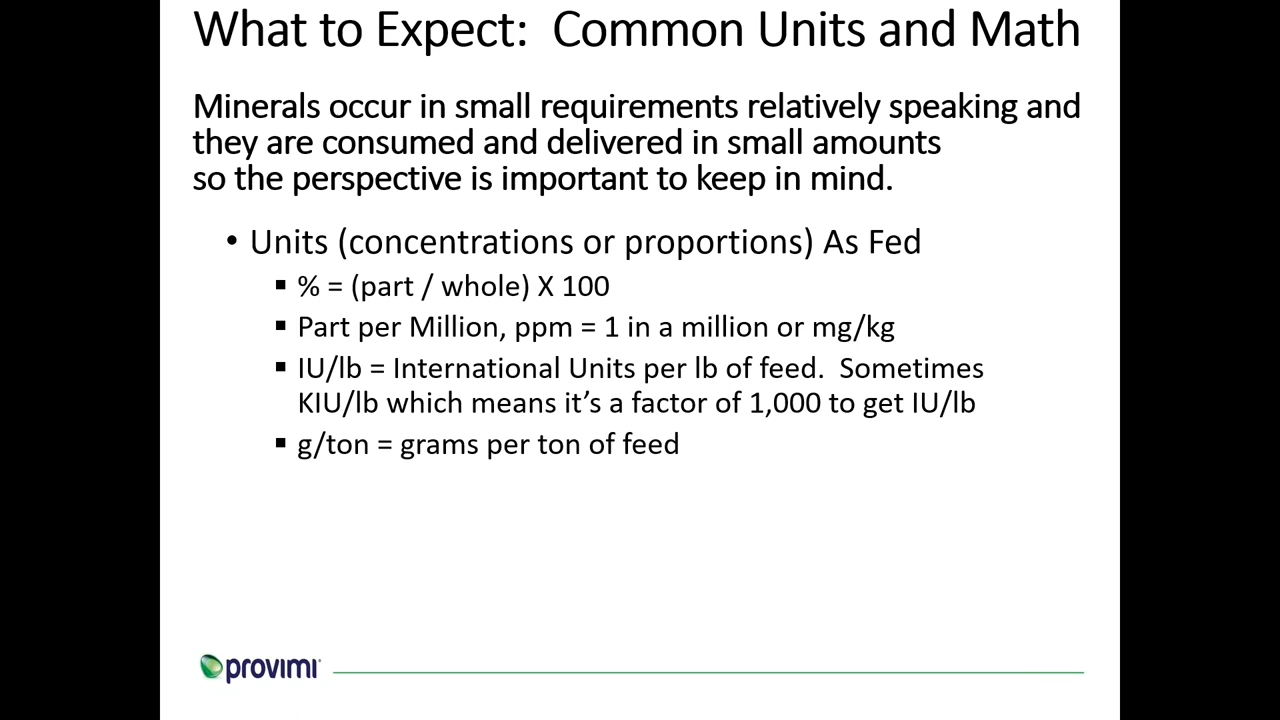 What to Expect:  Common Units and Math
Minerals occur in small requirements relatively speaking and
they are consumed and delivered in small amounts
so the perspective is important to keep in mind.
• Units (concentrations or proportions) As Fed
▪ % = (part / whole) X 100
▪ Part per Million, ppm = 1 in a million or mg/kg
▪ IU/lb = International Units per lb of feed.  Sometimes
KIU/lb which means it’s a factor of 1,000 to get IU/lb
▪ g/ton = grams per ton of feed
provimi